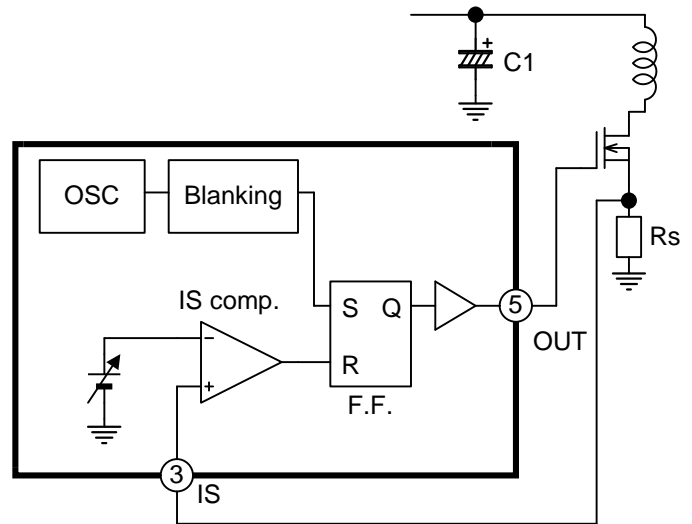 +
C1
OSC
Blanking
Rs
IS comp.
S Q
5
OUT
−
R
+
F.F.
3
IS